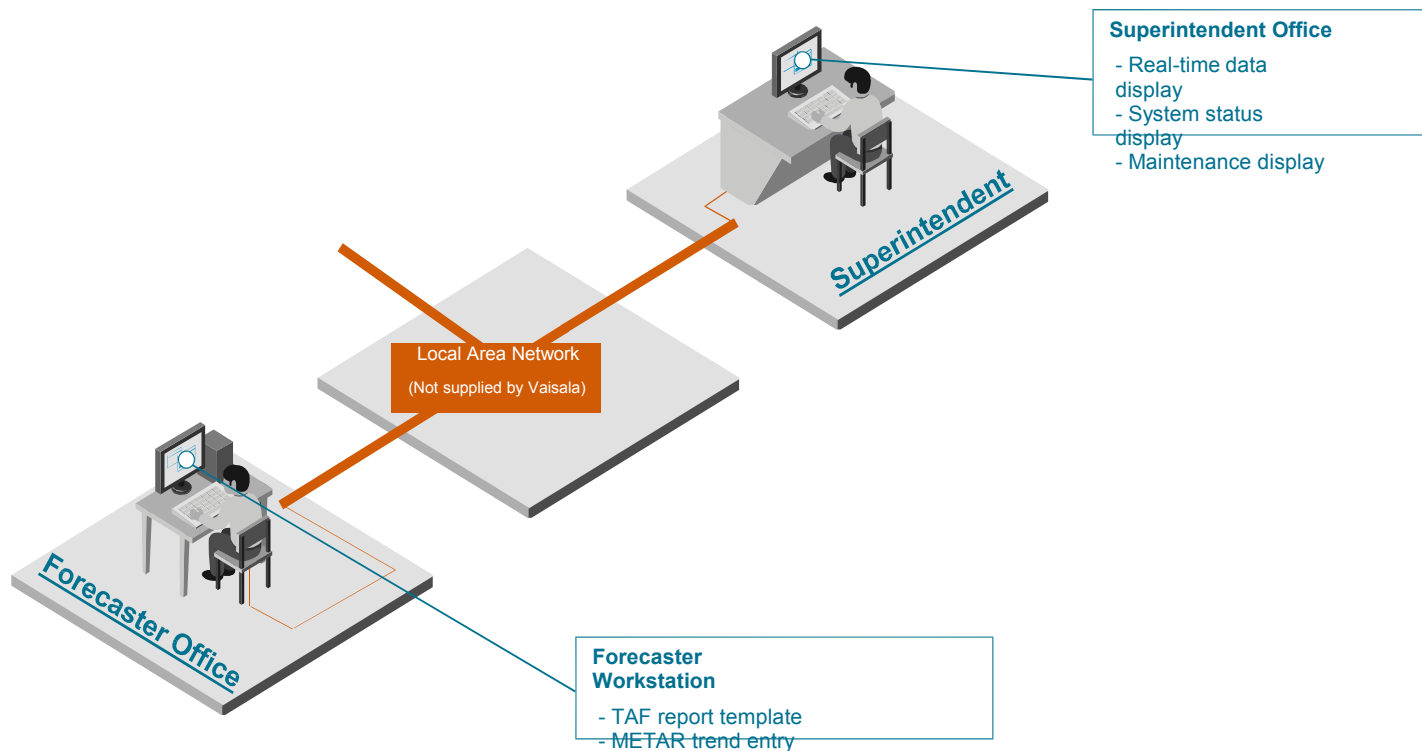 Superintendent Office
- Real-time data
display
- System status
display
- Maintenance display
Superintendent
Local Area Network
(Not supplied by Vaisala)
Forecaster Office
Forecaster
Workstation
- TAF report template
- METAR trend entry